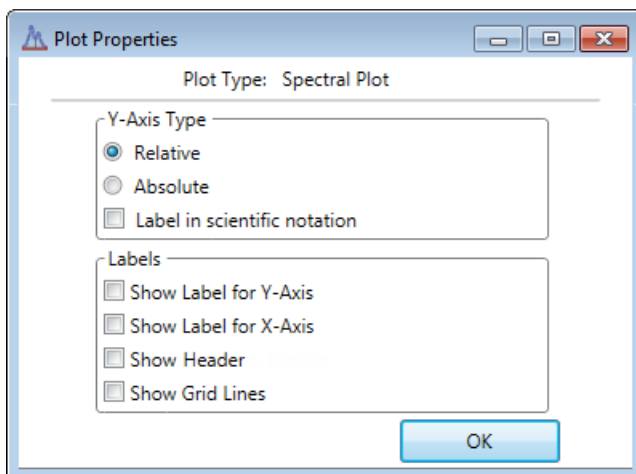 Plot Properties
Plot Type: Spectral Plot
Y-Axis Type
Relative
Absolute
Label in scientific notation
Labels
Show Label for Y-Axis
Show Label for X-Axis
Show Header
Show Grid Lines
OK